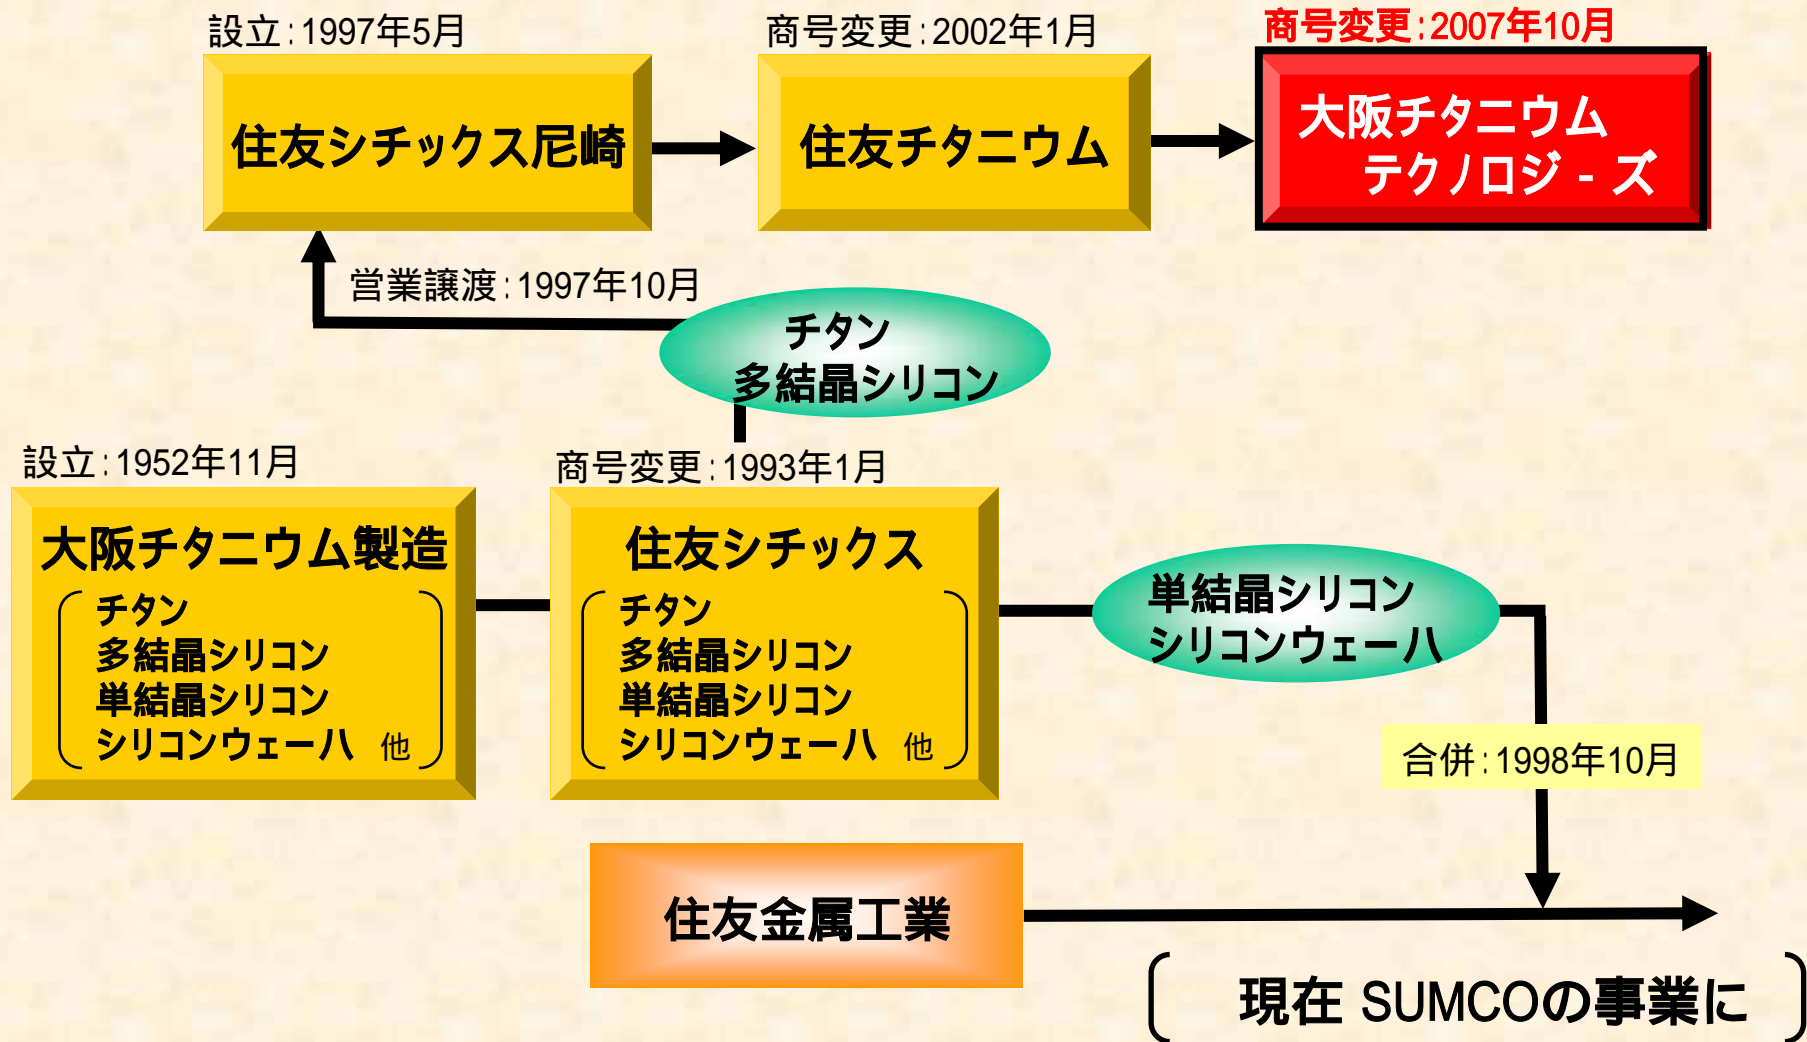 設立:1997年5月
商号変更:2002年1月
商号変更:2007年10月
住友シチックス尼崎
住友チタニウム
大阪チタニウム
テクノロジ-ズ
営業譲渡:1997年10月
チタン
多結晶シリコン
設立:1952年11月
商号変更:1993年1月
大阪チタニウム製造
チタン
多結晶シリコン
単結晶シリコン
シリコンウェーハ 他
住友シチックス
チタン
多結晶シリコン
単結晶シリコン
シリコンウェーハ 他
単結晶シリコン
シリコンウェーハ
合併:1998年10月
住友金属工業
現在 SUMCOの事業に